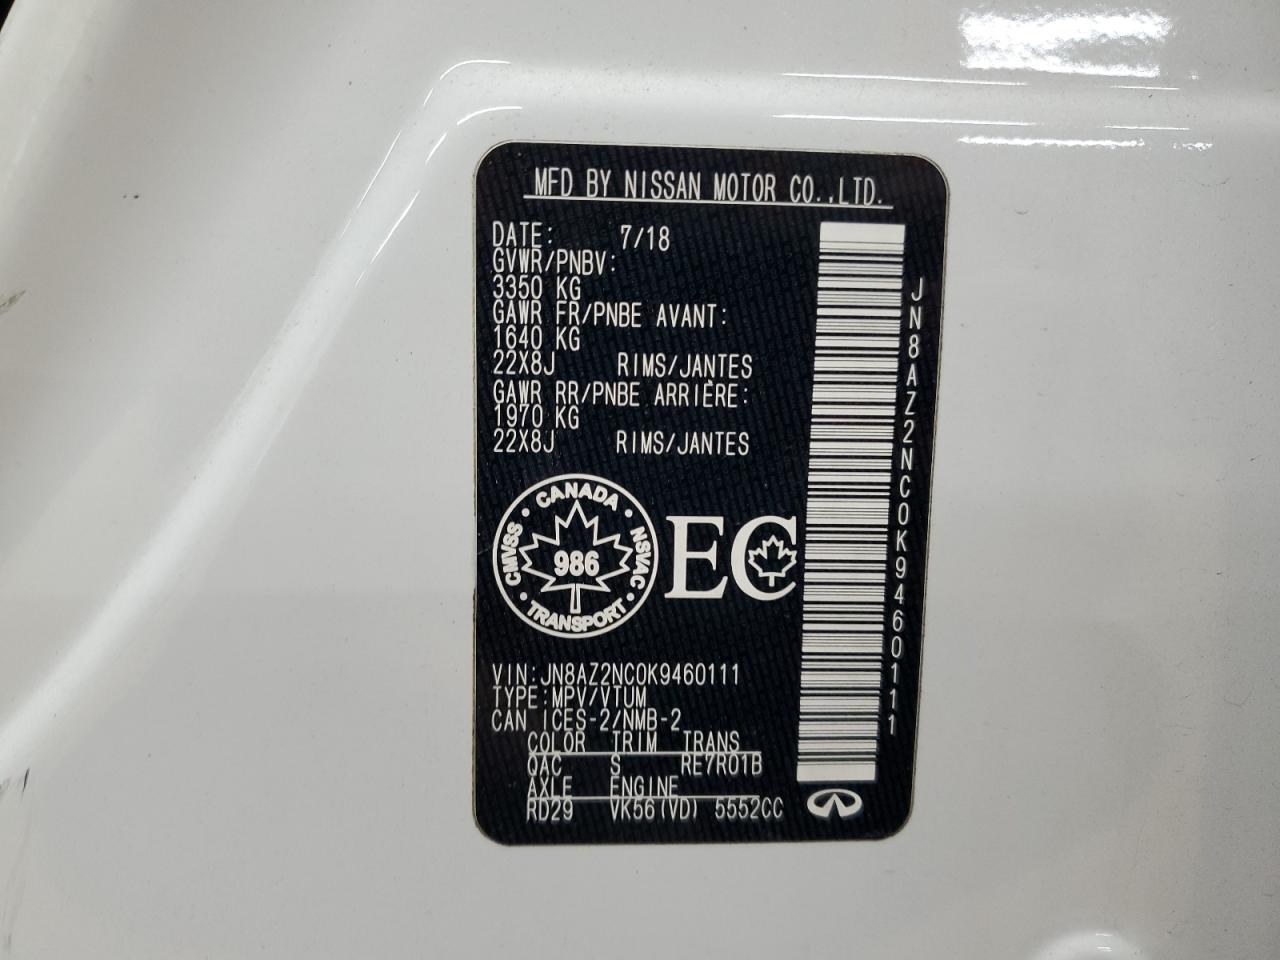 MFD BY NISSAN MOTOR CO.,LTD.
DATE: 7/18
GVWR/PNBV:
3350 KG
GAWR FR/PNBE AVANT:
1640 KG
22X8J RIMS/JANTES
GAWR RR/PNBE ARRIÈRE:
1970 KG
22X8J RIMS/JANTES
CANADA
CMVSS
986
NSVAC
TRANSPORT
EC
VIN:JN8AZ2NC0K9460111
TYPE:MPV/VTUM
CAN ICES-2/NMB-2
COLOR TRIM TRANS
QAC S RE7R01B
AXLE ENGINE
RD29 VK56(VD) 5552CC
JN8AZ2NC0K9460111